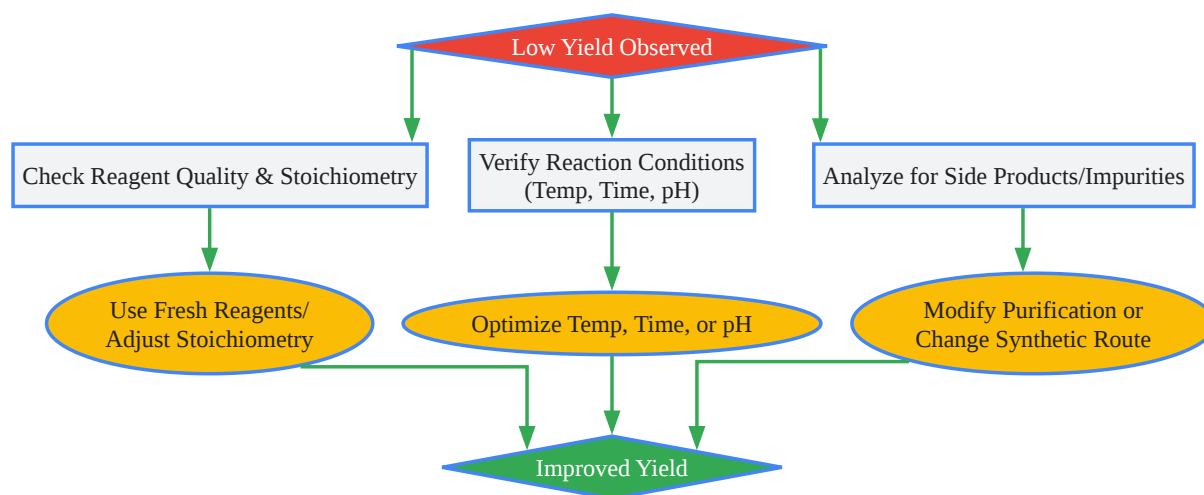 Low Yield Observed
Check Reagent Quality & Stoichiometry
Verify Reaction Conditions
(Temp, Time, pH)
Analyze for Side Products/Impurities
Use Fresh Reagents/
Adjust Stoichiometry
Optimize Temp, Time, or pH
Modify Purification or
Change Synthetic Route
Improved Yield